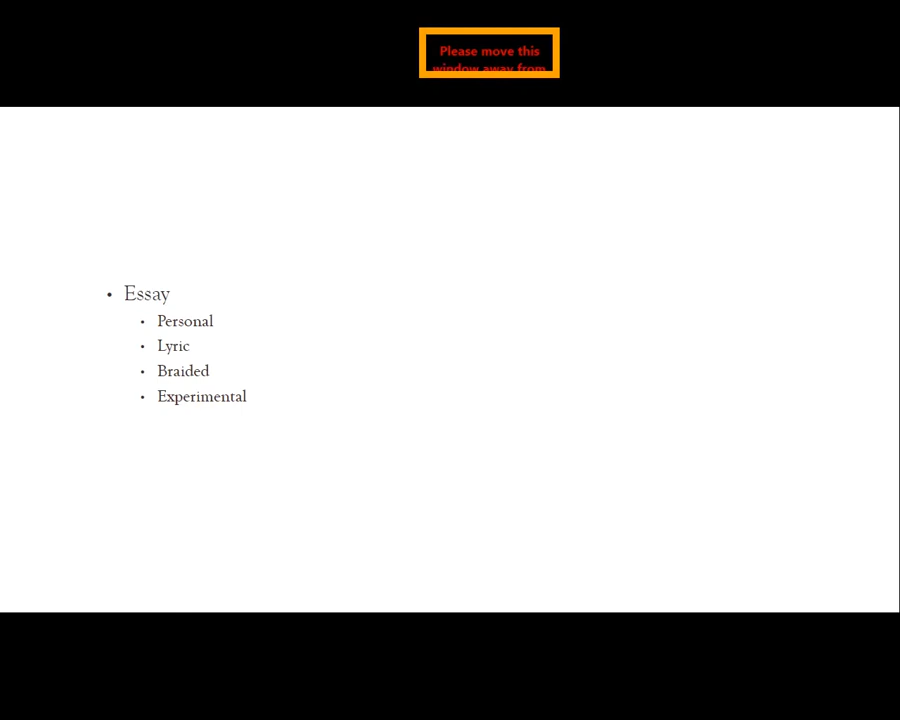 Please move this
window away from
• Essay
• Personal
• Lyric
• Braided
• Experimental